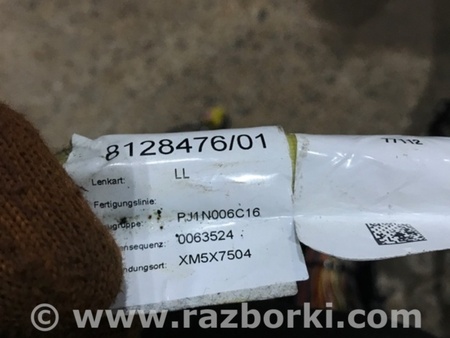 8128476/01
Lenkart: LL
Fertigungslinie:
PJ1N006C16
0063524
XM5X7504
77112
© www.razborki.com